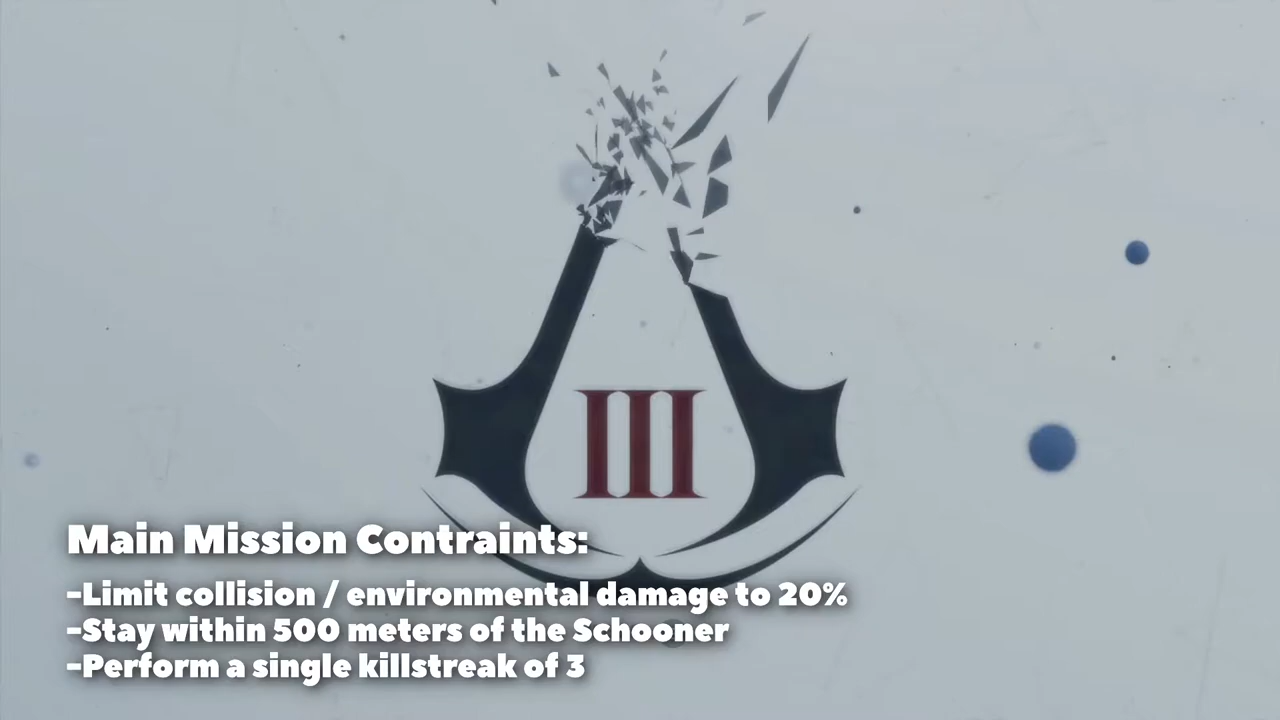 III
Main Mission Contraints:
-Limit collision / environmental damage to 20%
-Stay within 500 meters of the Schooner
-Perform a single killstreak of 3